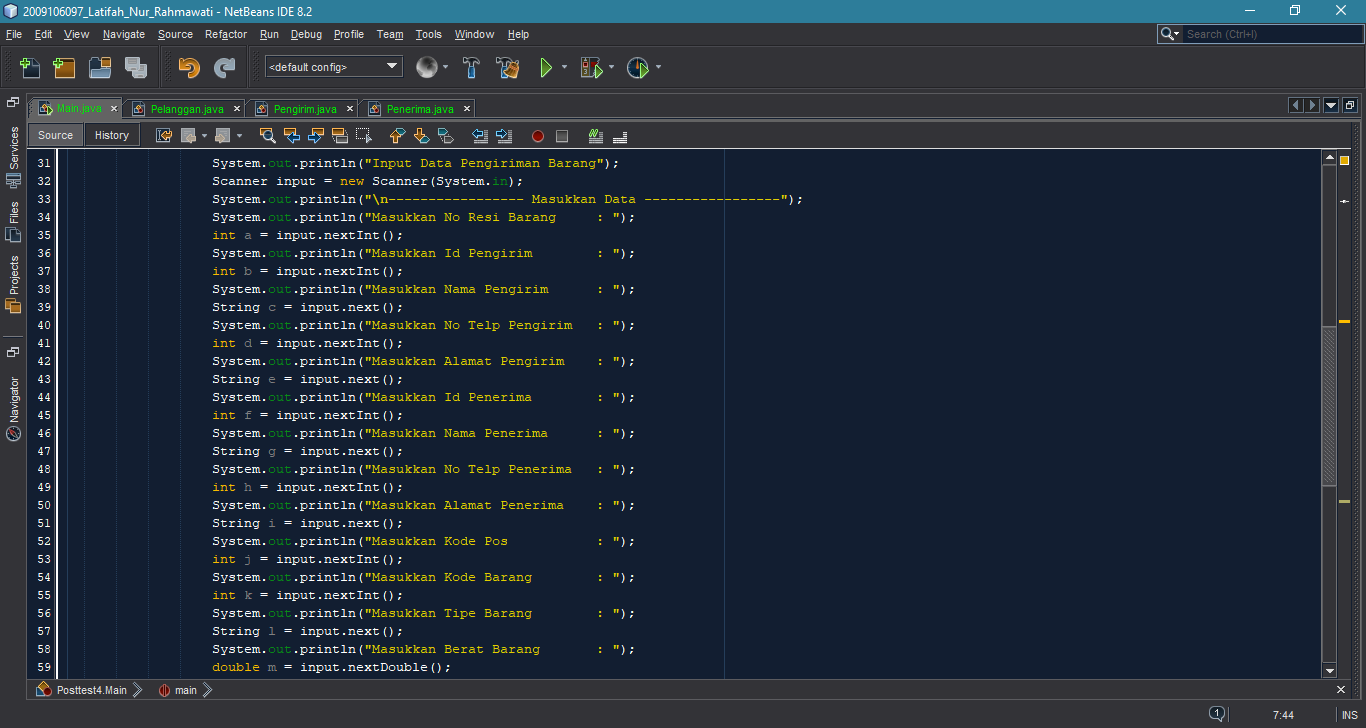 2009106097_Latifah_Nur_Rahmawati - NetBeans IDE 8.2
File Edit View Navigate Source Refactor Run Debug Profile Team Tools Window Help
Search (Ctrl+I)
<default config>
Main.java Pelanggan.java Pengirim.java Penerima.java
Source History
Services
Files
Projects
Navigator
31 System.out.println("Input Data Pengiriman Barang");
32 Scanner input = new Scanner(System.in);
33 System.out.println("\n----------------- Masukkan Data -----------------");
34 System.out.println("Masukkan No Resi Barang     : ");
35 int a = input.nextInt();
36 System.out.println("Masukkan Id Pengirim        : ");
37 int b = input.nextInt();
38 System.out.println("Masukkan Nama Pengirim      : ");
39 String c = input.next();
40 System.out.println("Masukkan No Telp Pengirim   : ");
41 int d = input.nextInt();
42 System.out.println("Masukkan Alamat Pengirim    : ");
43 String e = input.next();
44 System.out.println("Masukkan Id Penerima        : ");
45 int f = input.nextInt();
46 System.out.println("Masukkan Nama Penerima      : ");
47 String g = input.next();
48 System.out.println("Masukkan No Telp Penerima   : ");
49 int h = input.nextInt();
50 System.out.println("Masukkan Alamat Penerima    : ");
51 String i = input.next();
52 System.out.println("Masukkan Kode Pos           : ");
53 int j = input.nextInt();
54 System.out.println("Masukkan Kode Barang        : ");
55 int k = input.nextInt();
56 System.out.println("Masukkan Tipe Barang        : ");
57 String l = input.next();
58 System.out.println("Masukkan Berat Barang       : ");
59 double m = input.nextDouble();
Posttest4.Main main
1 7:44 INS